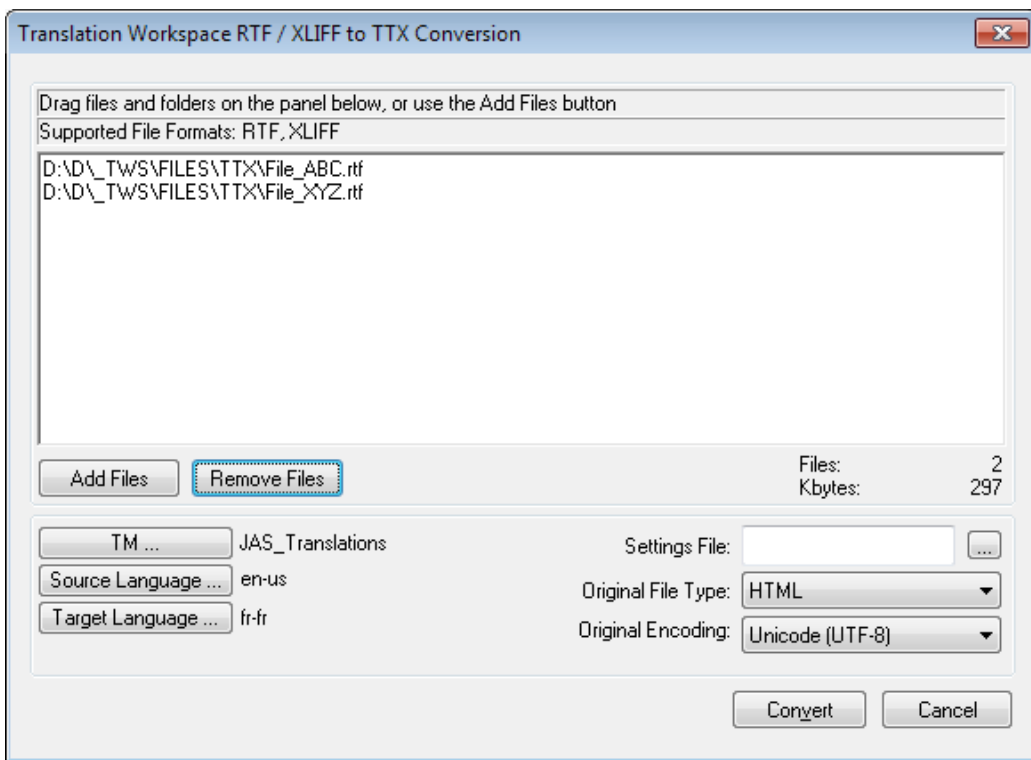 Translation Workspace RTF / XLIFF to TTX Conversion
Drag files and folders on the panel below, or use the Add Files button
Supported File Formats: RTF, XLIFF
D:\D\_TWS\FILES\TTX\File_ABC.rtf
D:\D\_TWS\FILES\TTX\File_XYZ.rtf
Add Files Remove Files
Files: 2
Kbytes: 297
TM ... JAS_Translations
Settings File: ...
Source Language ... en-us
Original File Type: HTML
Target Language ... fr-fr
Original Encoding: Unicode (UTF-8)
Convert Cancel